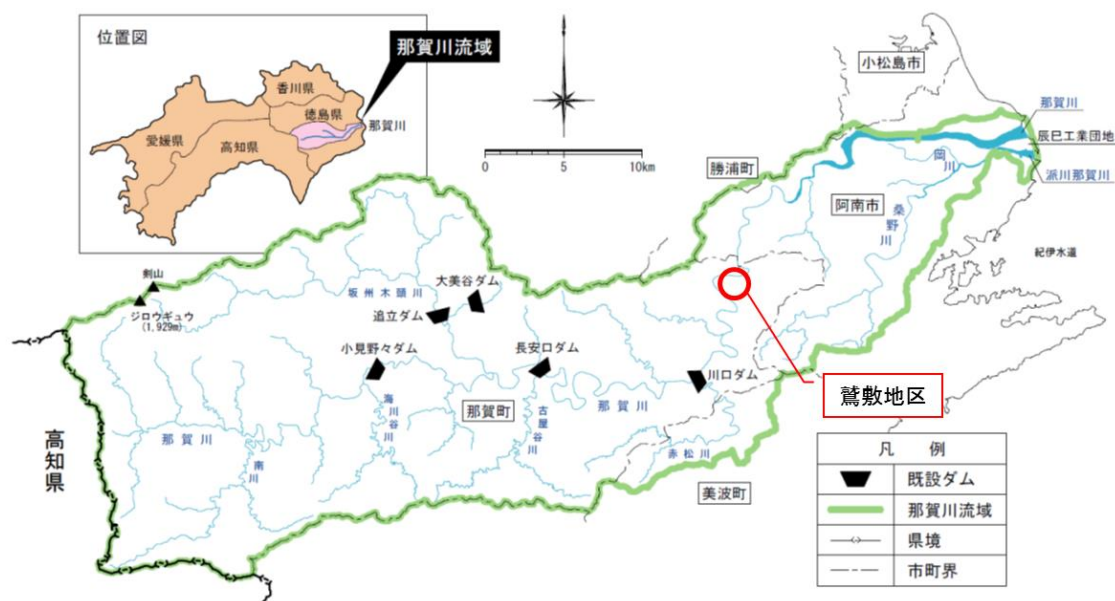 位置図
那賀川流域
香川県
徳島県
愛媛県
高知県
那賀川
0 5 10km
小松島市
那賀川
辰巳工業団地
派川那賀川
勝浦町
岡川
阿南市
桑野川
紀伊水道
剣山
ジロウギュウ
(1,929m)
坂州木頭川
大美谷ダム
追立ダム
小見野々ダム
長安口ダム
川口ダム
鷲敷地区
那賀町
那賀川
海川谷川
古屋谷川
那賀川
南川
赤松川
美波町
高知県
凡 例
既設ダム
那賀川流域
県境
市町界